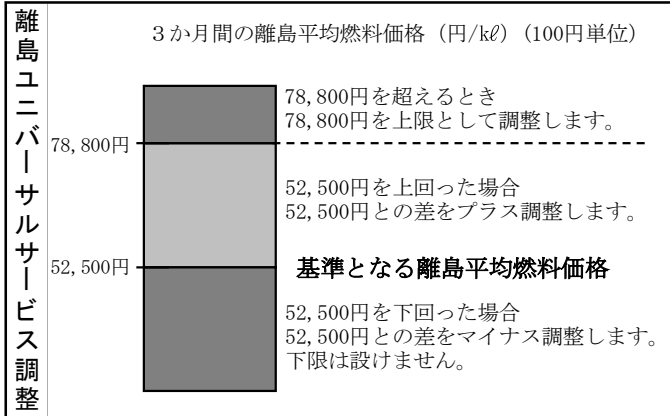 離島ユニバーサルサービス調整
３か月間の離島平均燃料価格（円/kℓ）（100円単位）
78,800円を超えるとき
78,800円を上限として調整します。
78,800円
52,500円を上回った場合
52,500円との差をプラス調整します。
52,500円
基準となる離島平均燃料価格
52,500円を下回った場合
52,500円との差をマイナス調整します。
下限は設けません。